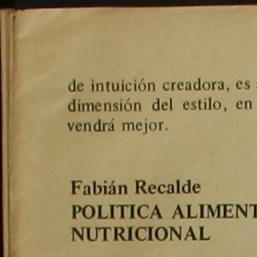 de intuición creadora, es
dimensión del estilo, en
vendrá mejor.
Fabián Recalde
POLITICA ALIMENT
NUTRICIONAL